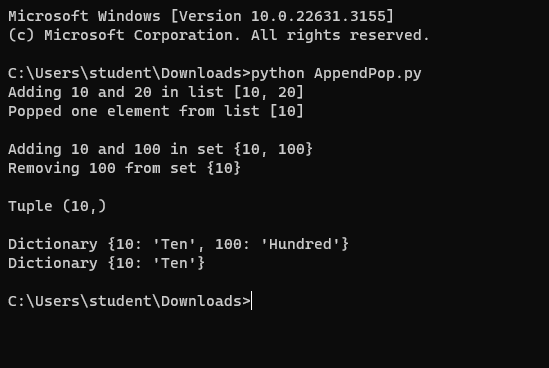 Microsoft Windows [Version 10.0.22631.3155]
(c) Microsoft Corporation. All rights reserved.
C:\Users\student\Downloads>python AppendPop.py
Adding 10 and 20 in list [10, 20]
Popped one element from list [10]
Adding 10 and 100 in set {10, 100}
Removing 100 from set {10}
Tuple (10,)
Dictionary {10: 'Ten', 100: 'Hundred'}
Dictionary {10: 'Ten'}
C:\Users\student\Downloads>